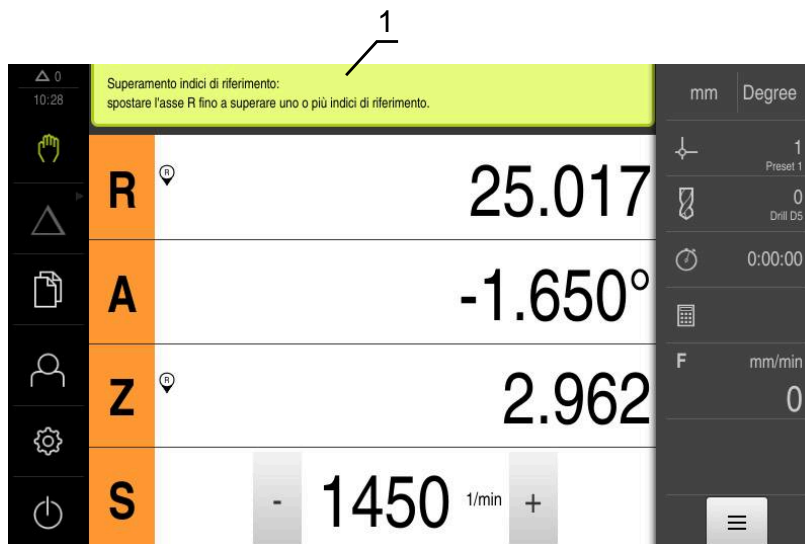 1
0
10:28
Superamento indici di riferimento:
spostare l'asse R fino a superare uno o più indici di riferimento.
mm Degree
R R 25.017
1
Preset 1
0
Drill D5
A -1.650°
0:00:00
Z R 2.962
F mm/min
0
S - 1450 1/min +